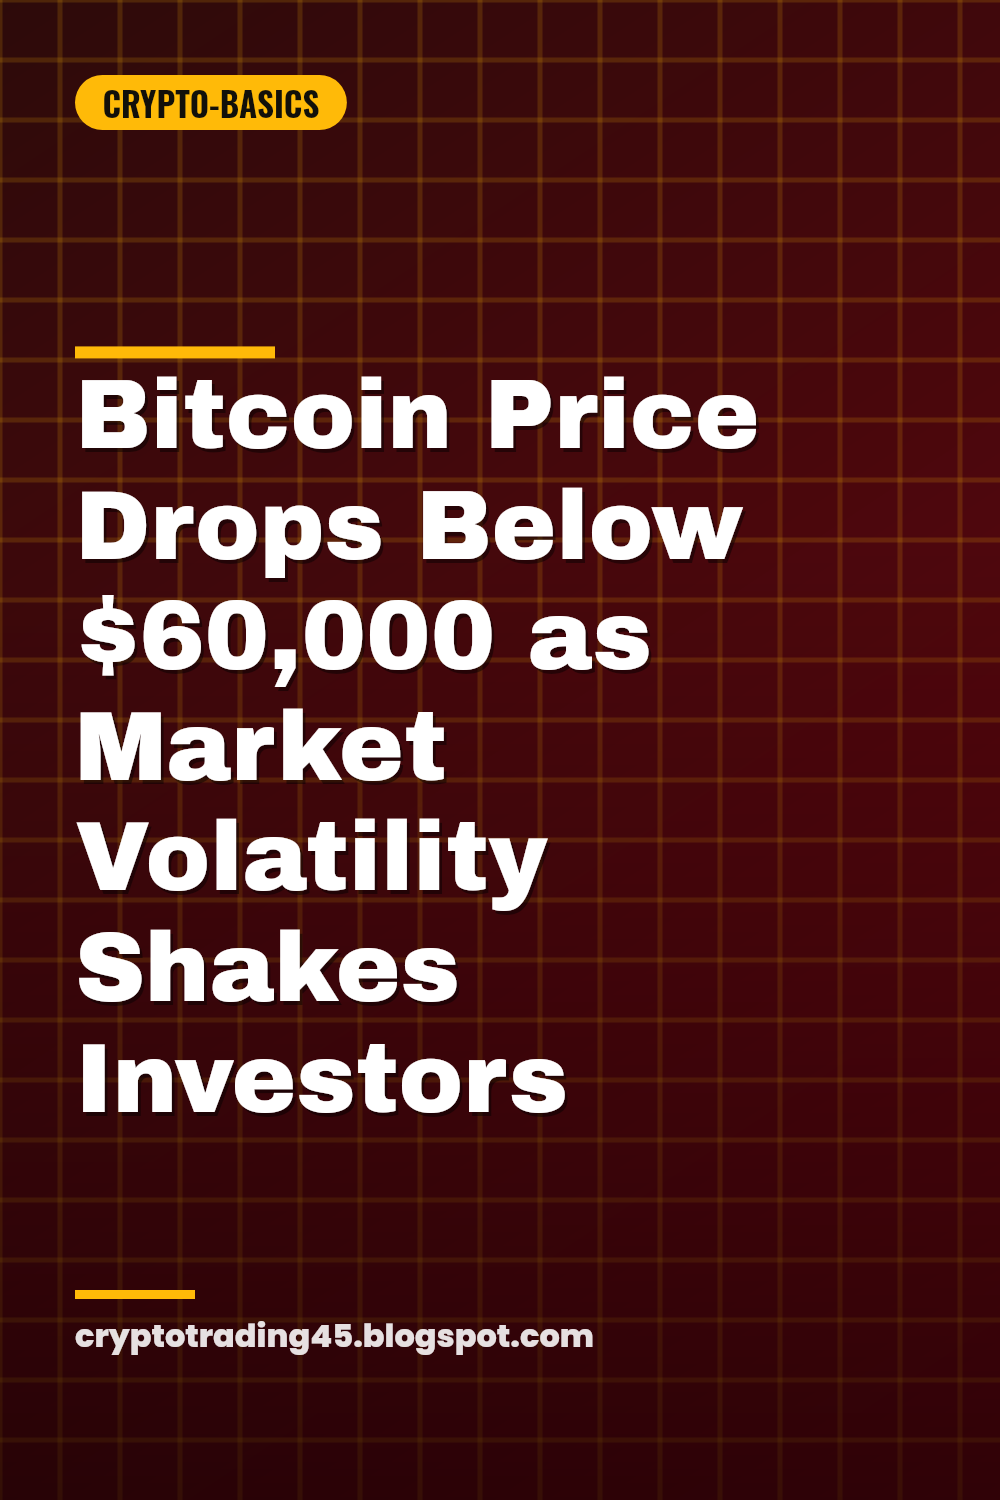 CRYPTO-BASICS
Bitcoin Price
Drops Below
$60,000 as
Market
Volatility
Shakes
Investors
cryptotrading45.blogspot.com